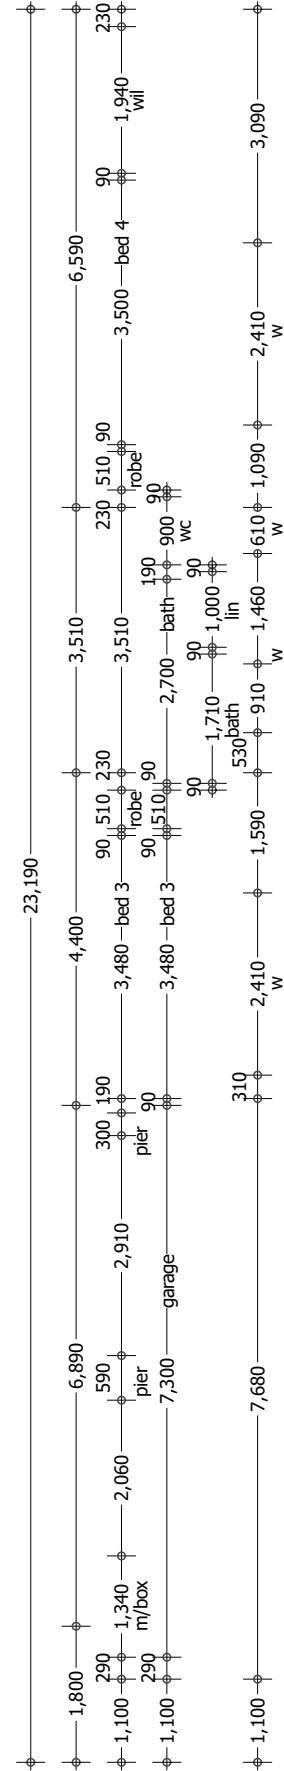 23,190
1,800 6,890 4,400 3,510 6,590
1,100 290 1,340 2,060 590 2,910 300 190 3,480 bed 3 90 510 230 3,510 230 510 90 3,500 bed 4 90 1,940 230
m/box pier pier robe robe wil
1,100 290 7,300 garage 90 3,480 bed 3 90 510 90 2,700 bath 190 900 90
wc
90 1,710 90 1,000 90
bath lin
1,100 7,680 310 2,410 1,590 530 910 1,460 610 1,090 2,410 3,090
w w w w